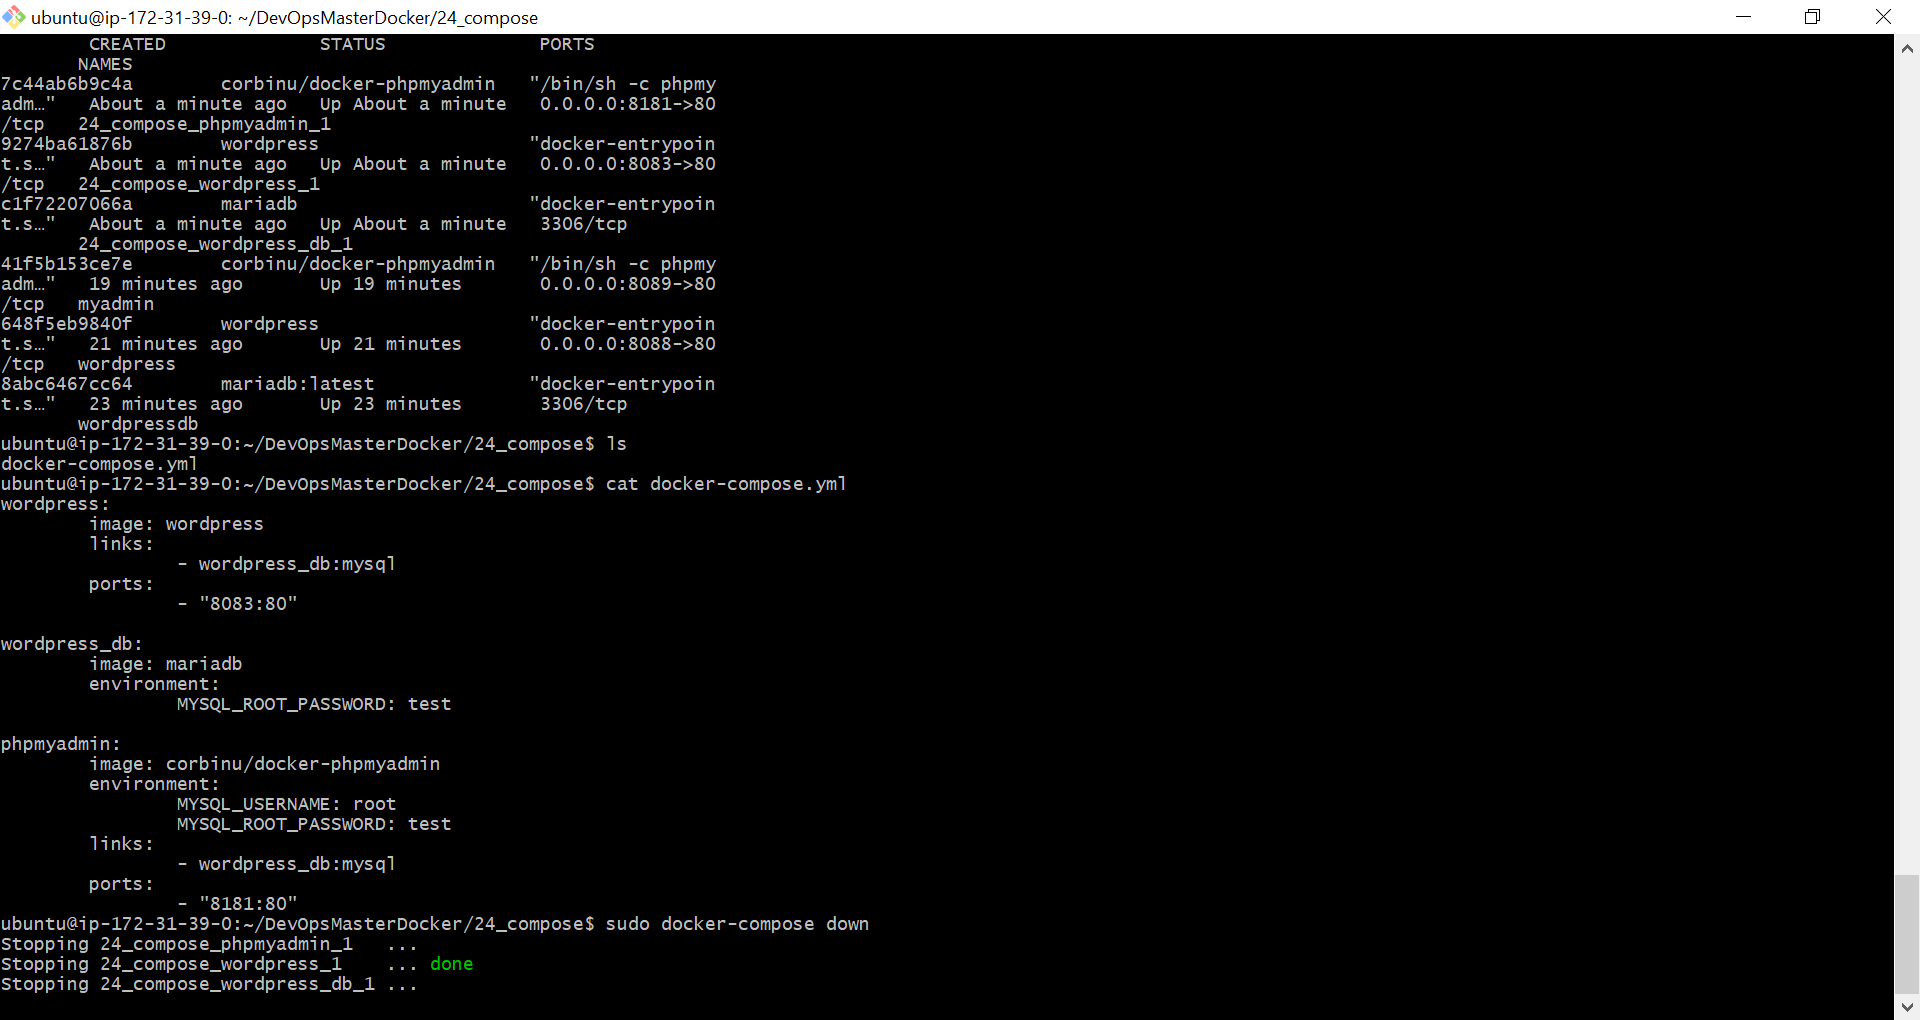 ubuntu@ip-172-31-39-0: ~/DevOpsMasterDocker/24_compose
        CREATED              STATUS              PORTS
       NAMES
7c44ab6b9c4a        corbinu/docker-phpmyadmin   "/bin/sh -c phpmy
adm…"   About a minute ago   Up About a minute   0.0.0.0:8181->80
/tcp   24_compose_phpmyadmin_1
9274ba61876b        wordpress                   "docker-entrypoin
t.s…"   About a minute ago   Up About a minute   0.0.0.0:8083->80
/tcp   24_compose_wordpress_1
c1f72207066a        mariadb                     "docker-entrypoin
t.s…"   About a minute ago   Up About a minute   3306/tcp
       24_compose_wordpress_db_1
41f5b153ce7e        corbinu/docker-phpmyadmin   "/bin/sh -c phpmy
adm…"   19 minutes ago       Up 19 minutes       0.0.0.0:8089->80
/tcp   myadmin
648f5eb9840f        wordpress                   "docker-entrypoin
t.s…"   21 minutes ago       Up 21 minutes       0.0.0.0:8088->80
/tcp   wordpress
8abc6467cc64        mariadb:latest              "docker-entrypoin
t.s…"   23 minutes ago       Up 23 minutes       3306/tcp
       wordpressdb
ubuntu@ip-172-31-39-0:~/DevOpsMasterDocker/24_compose$ ls
docker-compose.yml
ubuntu@ip-172-31-39-0:~/DevOpsMasterDocker/24_compose$ cat docker-compose.yml
wordpress:
        image: wordpress
        links:
                - wordpress_db:mysql
        ports:
                - "8083:80"

wordpress_db:
        image: mariadb
        environment:
                MYSQL_ROOT_PASSWORD: test

phpmyadmin:
        image: corbinu/docker-phpmyadmin
        environment:
                MYSQL_USERNAME: root
                MYSQL_ROOT_PASSWORD: test
        links:
                - wordpress_db:mysql
        ports:
                - "8181:80"
ubuntu@ip-172-31-39-0:~/DevOpsMasterDocker/24_compose$ sudo docker-compose down
Stopping 24_compose_phpmyadmin_1   ...
Stopping 24_compose_wordpress_1    ... done
Stopping 24_compose_wordpress_db_1 ...